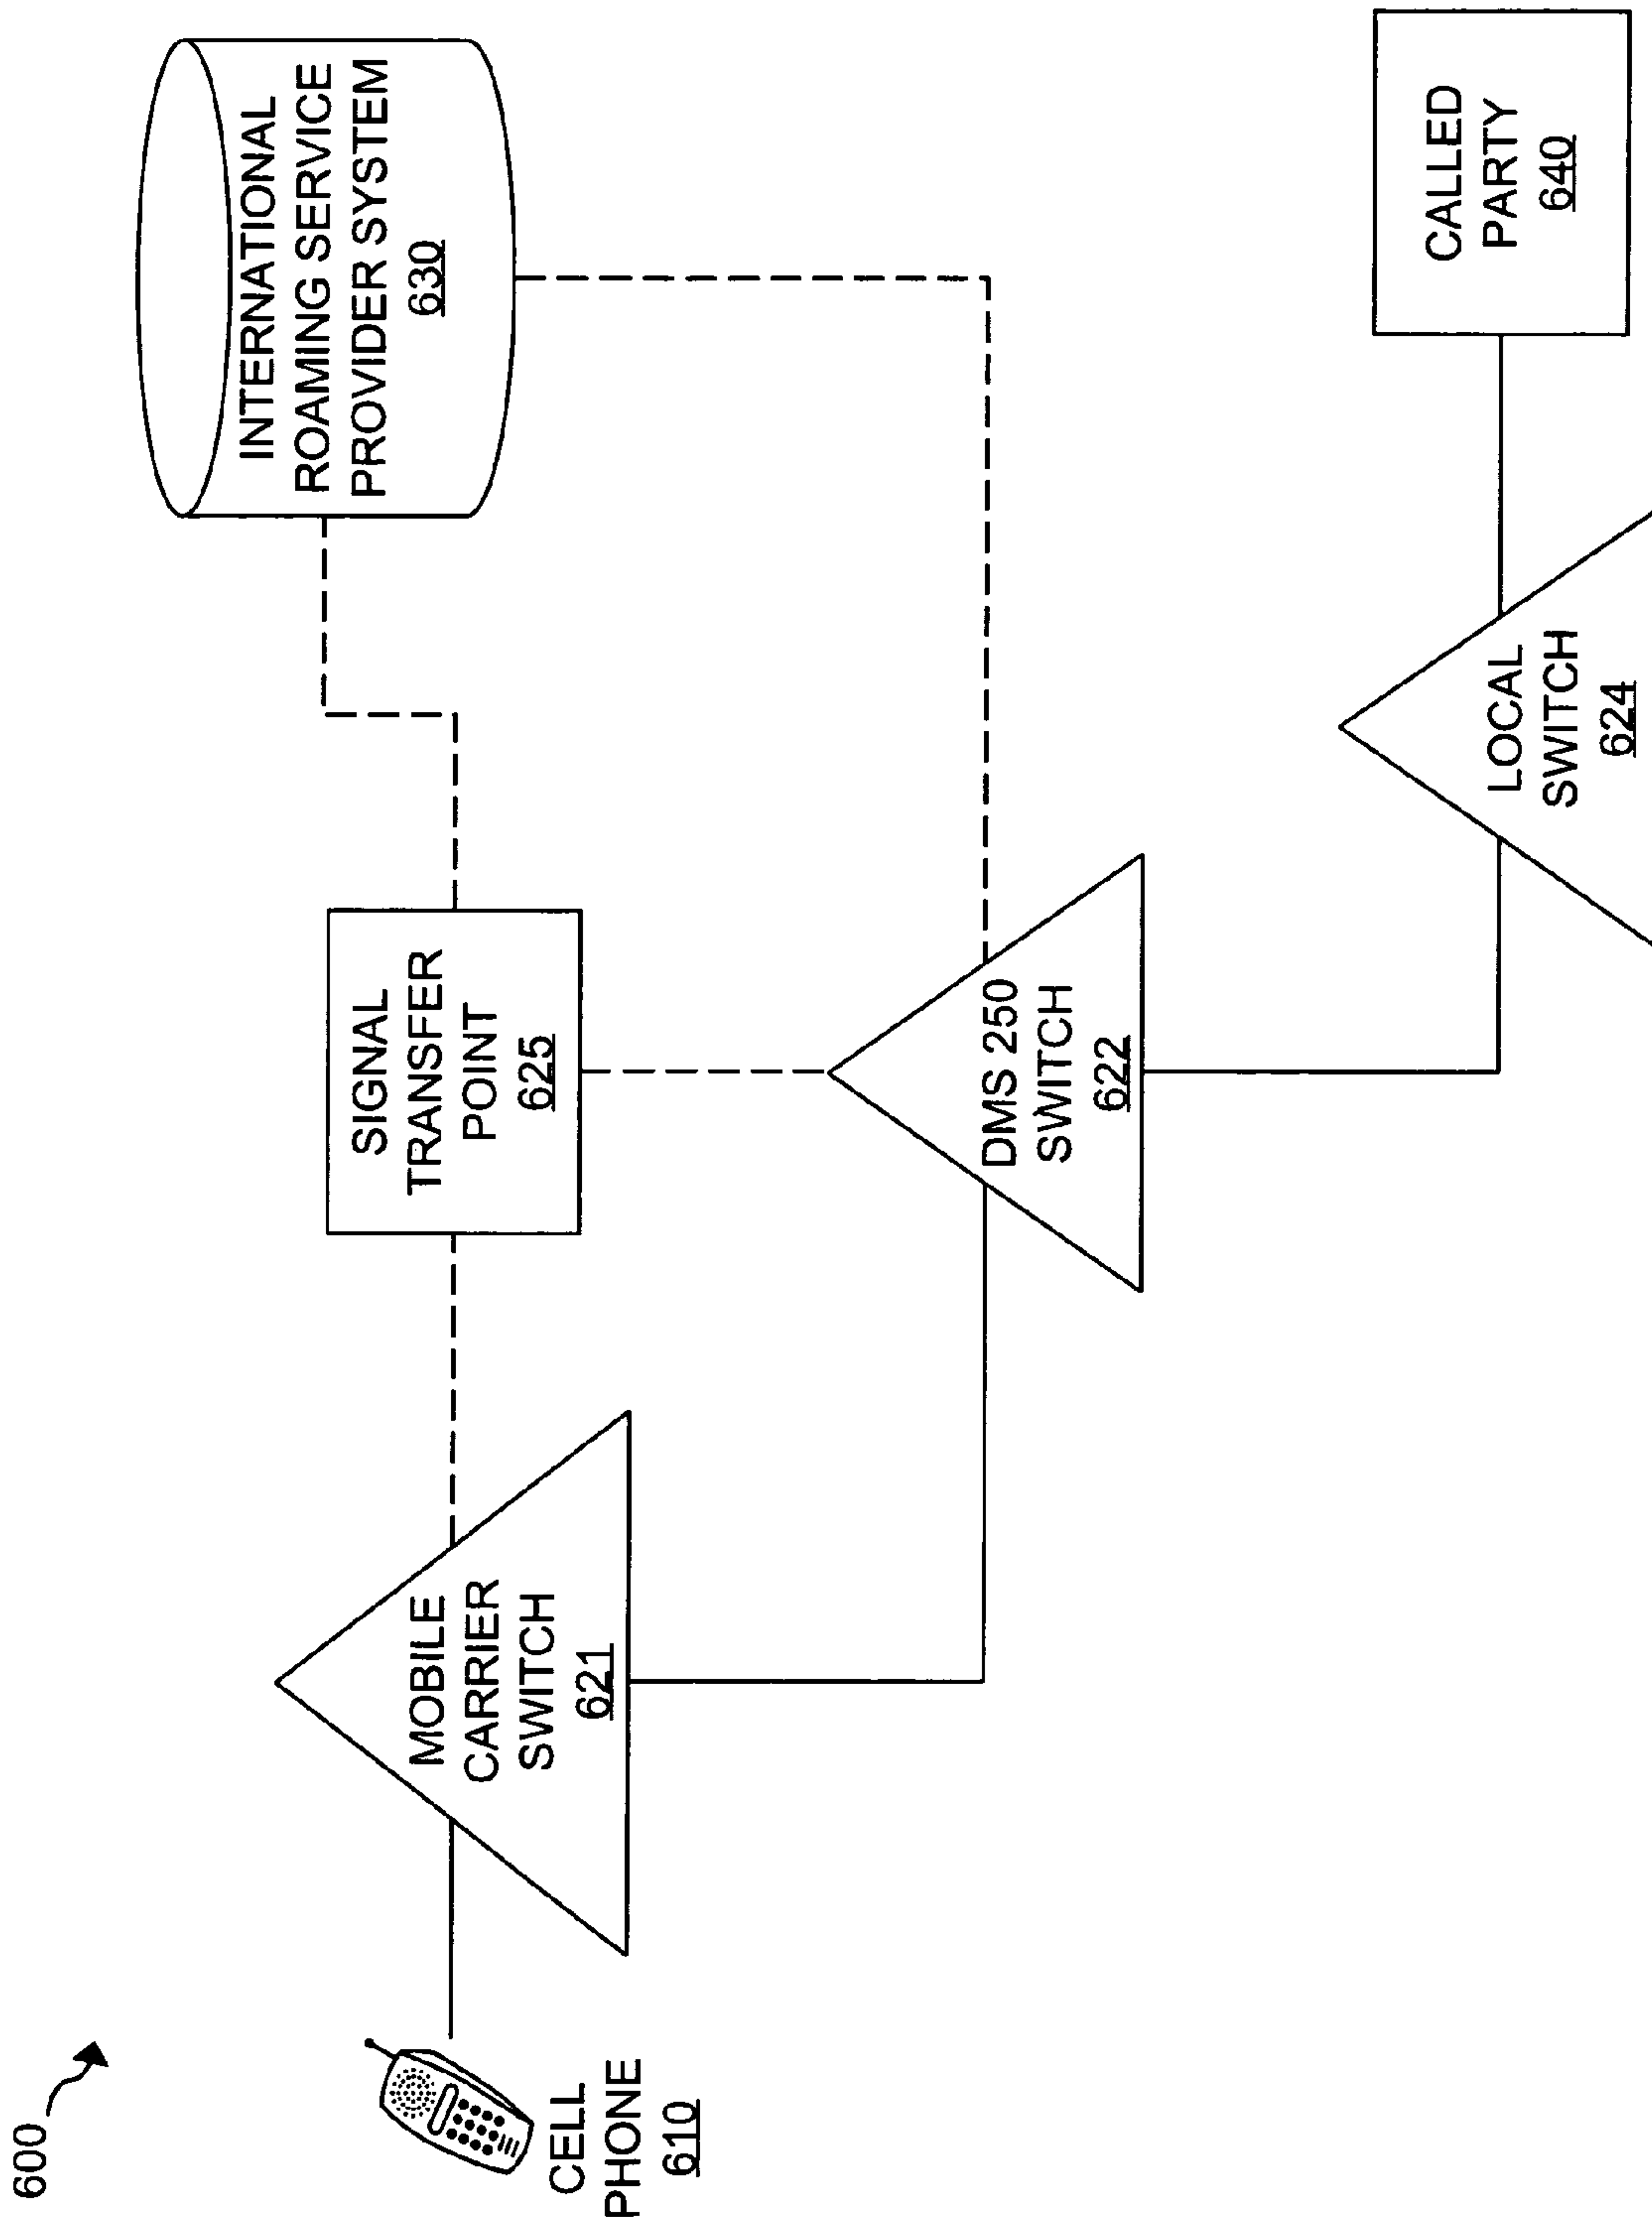 600
CELL
PHONE
610
MOBILE
CARRIER
SWITCH
621
SIGNAL
TRANSFER
POINT
625
INTERNATIONAL
ROAMING SERVICE
PROVIDER SYSTEM
630
DMS 250
SWITCH
622
LOCAL
SWITCH
624
CALLED
PARTY
640